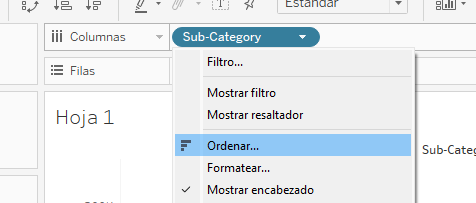 Estándar
Columnas
Sub-Category
Filas
Filtro...
Mostrar filtro
Mostrar resaltador
Hoja 1
Ordenar...
Sub-Categ
Formatear...
Mostrar encabezado